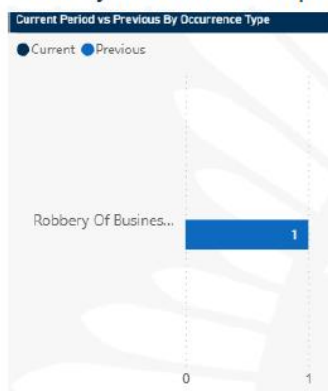 Current Period vs Previous By Occurrence Type
Current Previous
Robbery Of Busines...
1
0 1